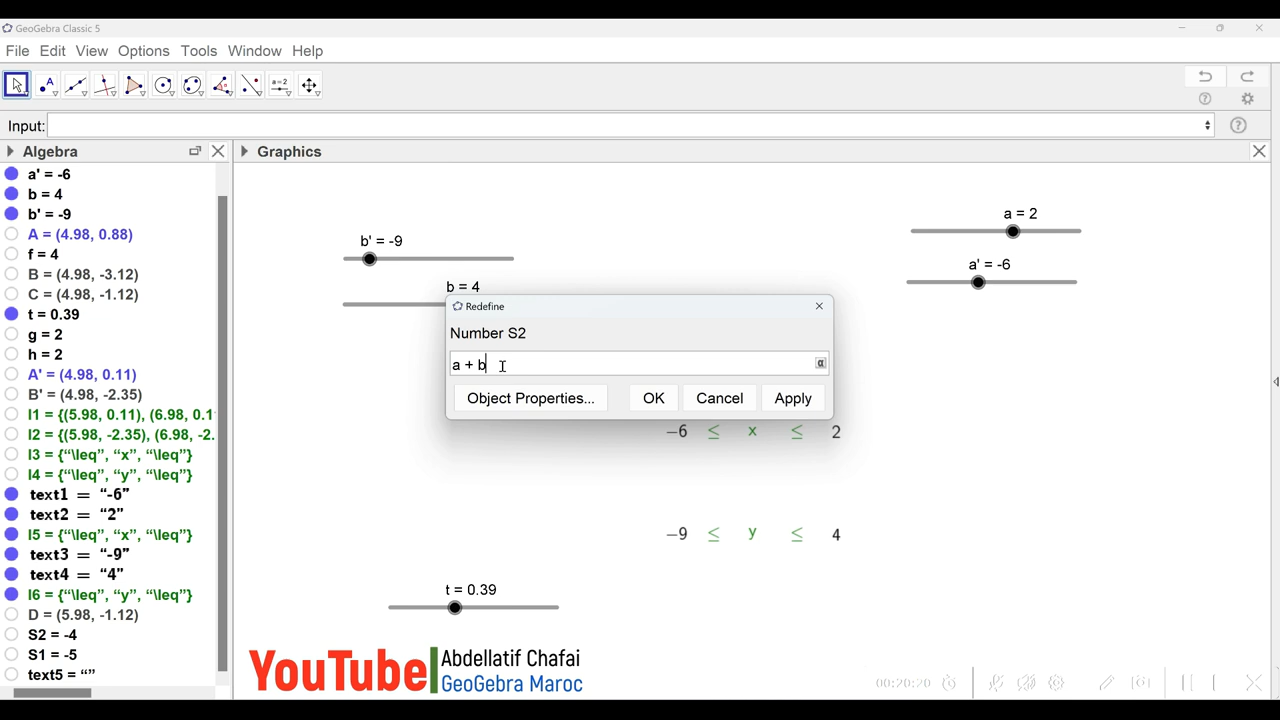 GeoGebra Classic 5
File Edit View Options Tools Window Help
a=2
Input:
Algebra
Graphics
a' = -6
b = 4
b' = -9
A = (4.98, 0.88)
f = 4
B = (4.98, -3.12)
C = (4.98, -1.12)
t = 0.39
g = 2
h = 2
A' = (4.98, 0.11)
B' = (4.98, -2.35)
l1 = {(5.98, 0.11), (6.98, 0.1
l2 = {(5.98, -2.35), (6.98, -2.
l3 = {“\leq”, “x”, “\leq”}
l4 = {“\leq”, “y”, “\leq”}
text1 = “-6”
text2 = “2”
l5 = {“\leq”, “x”, “\leq”}
text3 = “-9”
text4 = “4”
l6 = {“\leq”, “y”, “\leq”}
D = (5.98, -1.12)
S2 = -4
S1 = -5
text5 = “”
b' = -9
b = 4
a = 2
a' = -6
Redefine
Number S2
a + b
α
Object Properties... OK Cancel Apply
−6 ≤ x ≤ 2
−9 ≤ y ≤ 4
t = 0.39
YouTube
Abdellatif Chafai
GeoGebra Maroc
00:20:20